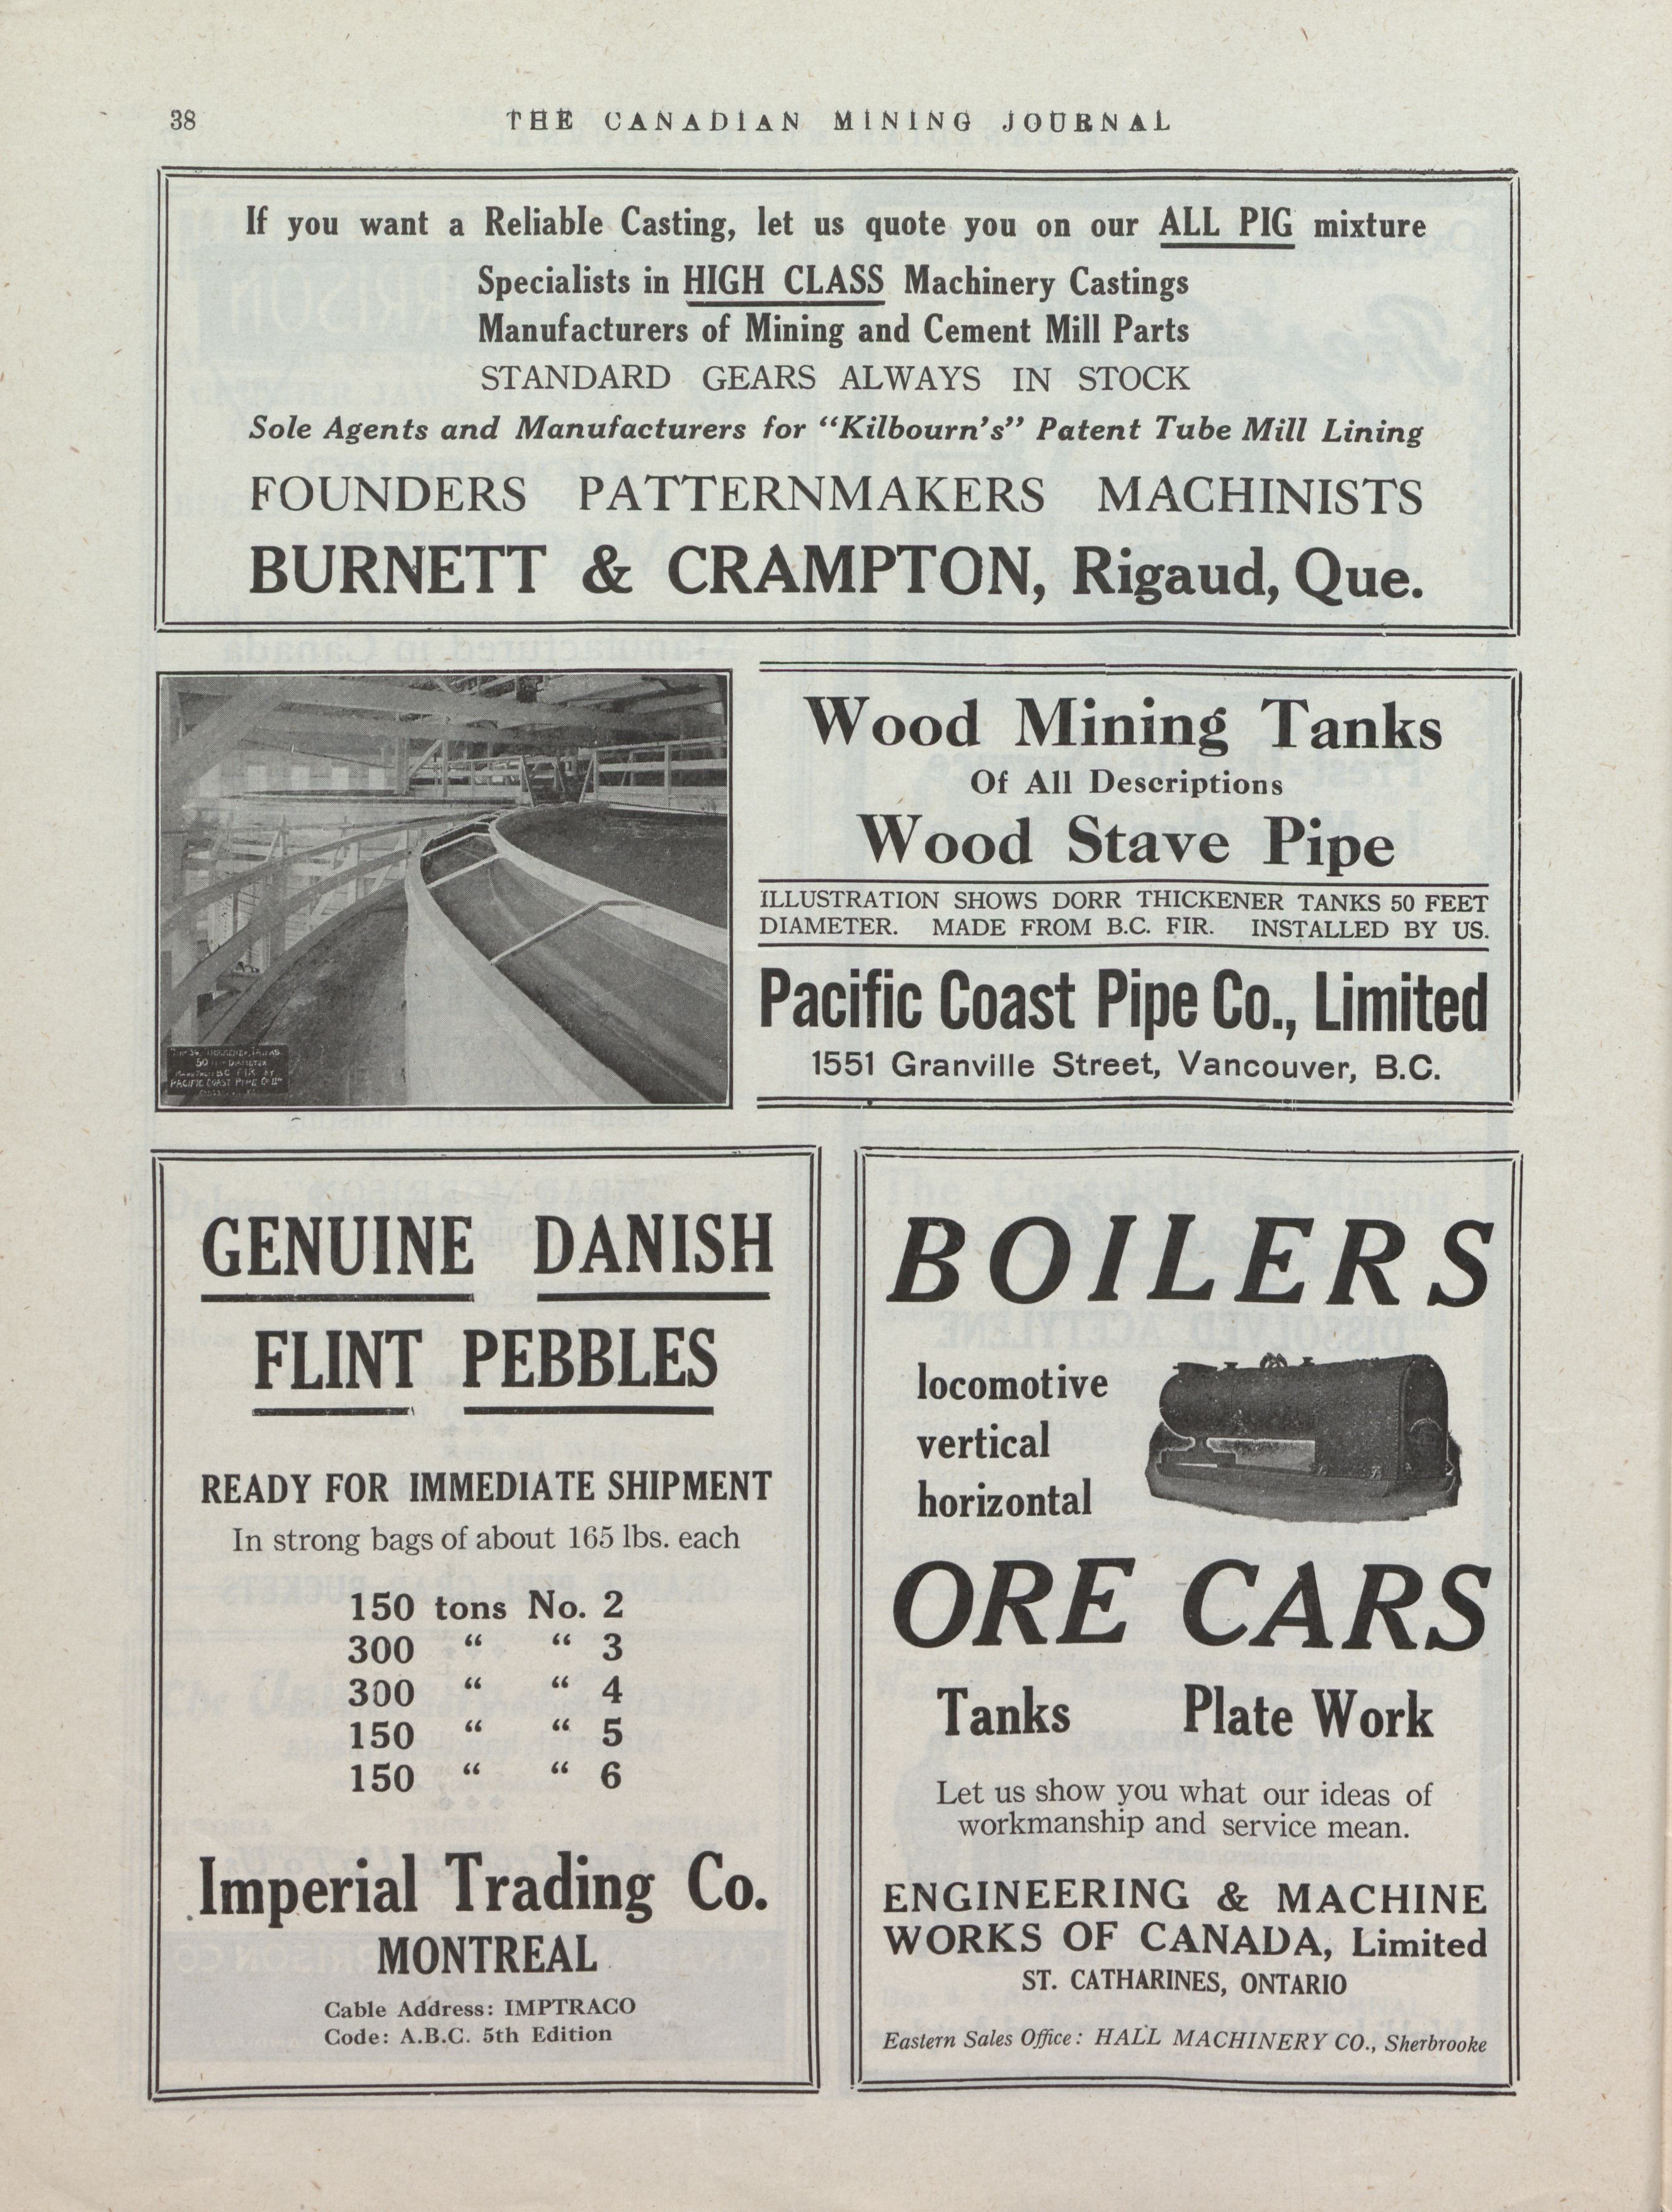 38
THE CANADIAN MINING JOURNAL
If you want a Reliable Casting, let us quote you on our ALL PIG mixture
Specialists in HIGH CLASS Machinery Castings
Manufacturers of Mining and Cement Mill Parts
STANDARD GEARS ALWAYS IN STOCK
Sole Agents and Manufacturers for “Kilbourn's” Patent Tube Mill Lining
FOUNDERS PATTERNMAKERS MACHINISTS
BURNETT & CRAMPTON, Rigaud, Que.
50
DIAMETER
PACIFIC COAST PIPE
Wood Mining Tanks
Of All Descriptions
Wood Stave Pipe
ILLUSTRATION SHOWS DORR THICKENER TANKS 50 FEET
DIAMETER. MADE FROM B.C. FIR. INSTALLED BY US.
Pacific Coast Pipe Co., Limited
1551 Granville Street, Vancouver, B.C.
GENUINE DANISH
FLINT PEBBLES
READY FOR IMMEDIATE SHIPMENT
In strong bags of about 165 lbs. each
150 tons No. 2
300 “ “ 3
300 “ “ 4
150 “ “ 5
150 “ “ 6
Imperial Trading Co.
MONTREAL
Cable Address: IMPTRACO
Code: A.B.C. 5th Edition
BOILERS
locomotive
vertical
horizontal
ORE CARS
Tanks Plate Work
Let us show you what our ideas of
workmanship and service mean.
ENGINEERING & MACHINE
WORKS OF CANADA, Limited
ST. CATHARINES, ONTARIO
Eastern Sales Office: HALL MACHINERY CO., Sherbrooke